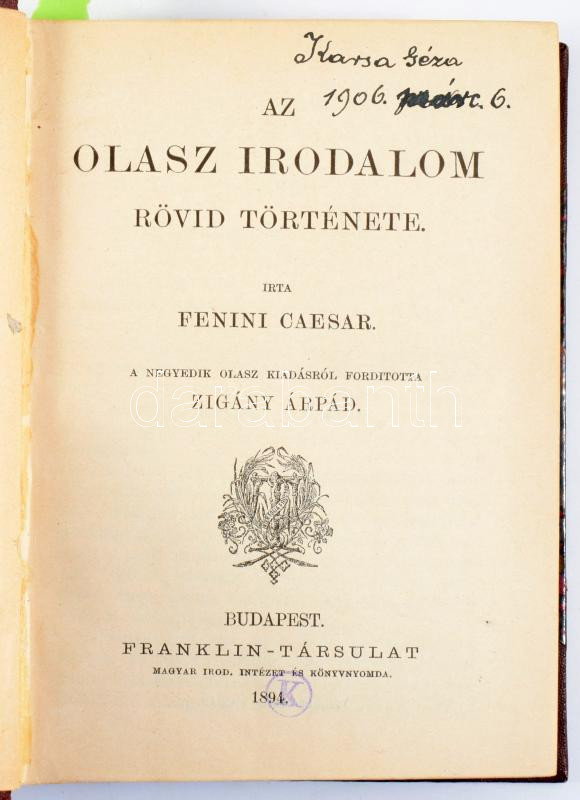 Karsa Géza
1906. márc. 6.
AZ
OLASZ IRODALOM
RÖVID TÖRTÉNETE.
IRTA
FENINI CAESAR.
A NEGYEDIK OLASZ KIADÁSRÓL FORDITOTTA
ZIGÁNY ÁRPÁD.
darabanth
BUDAPEST.
FRANKLIN-TÁRSULAT
MAGYAR IROD. INTÉZET ÉS KÖNYVNYOMDA.
1894.
K